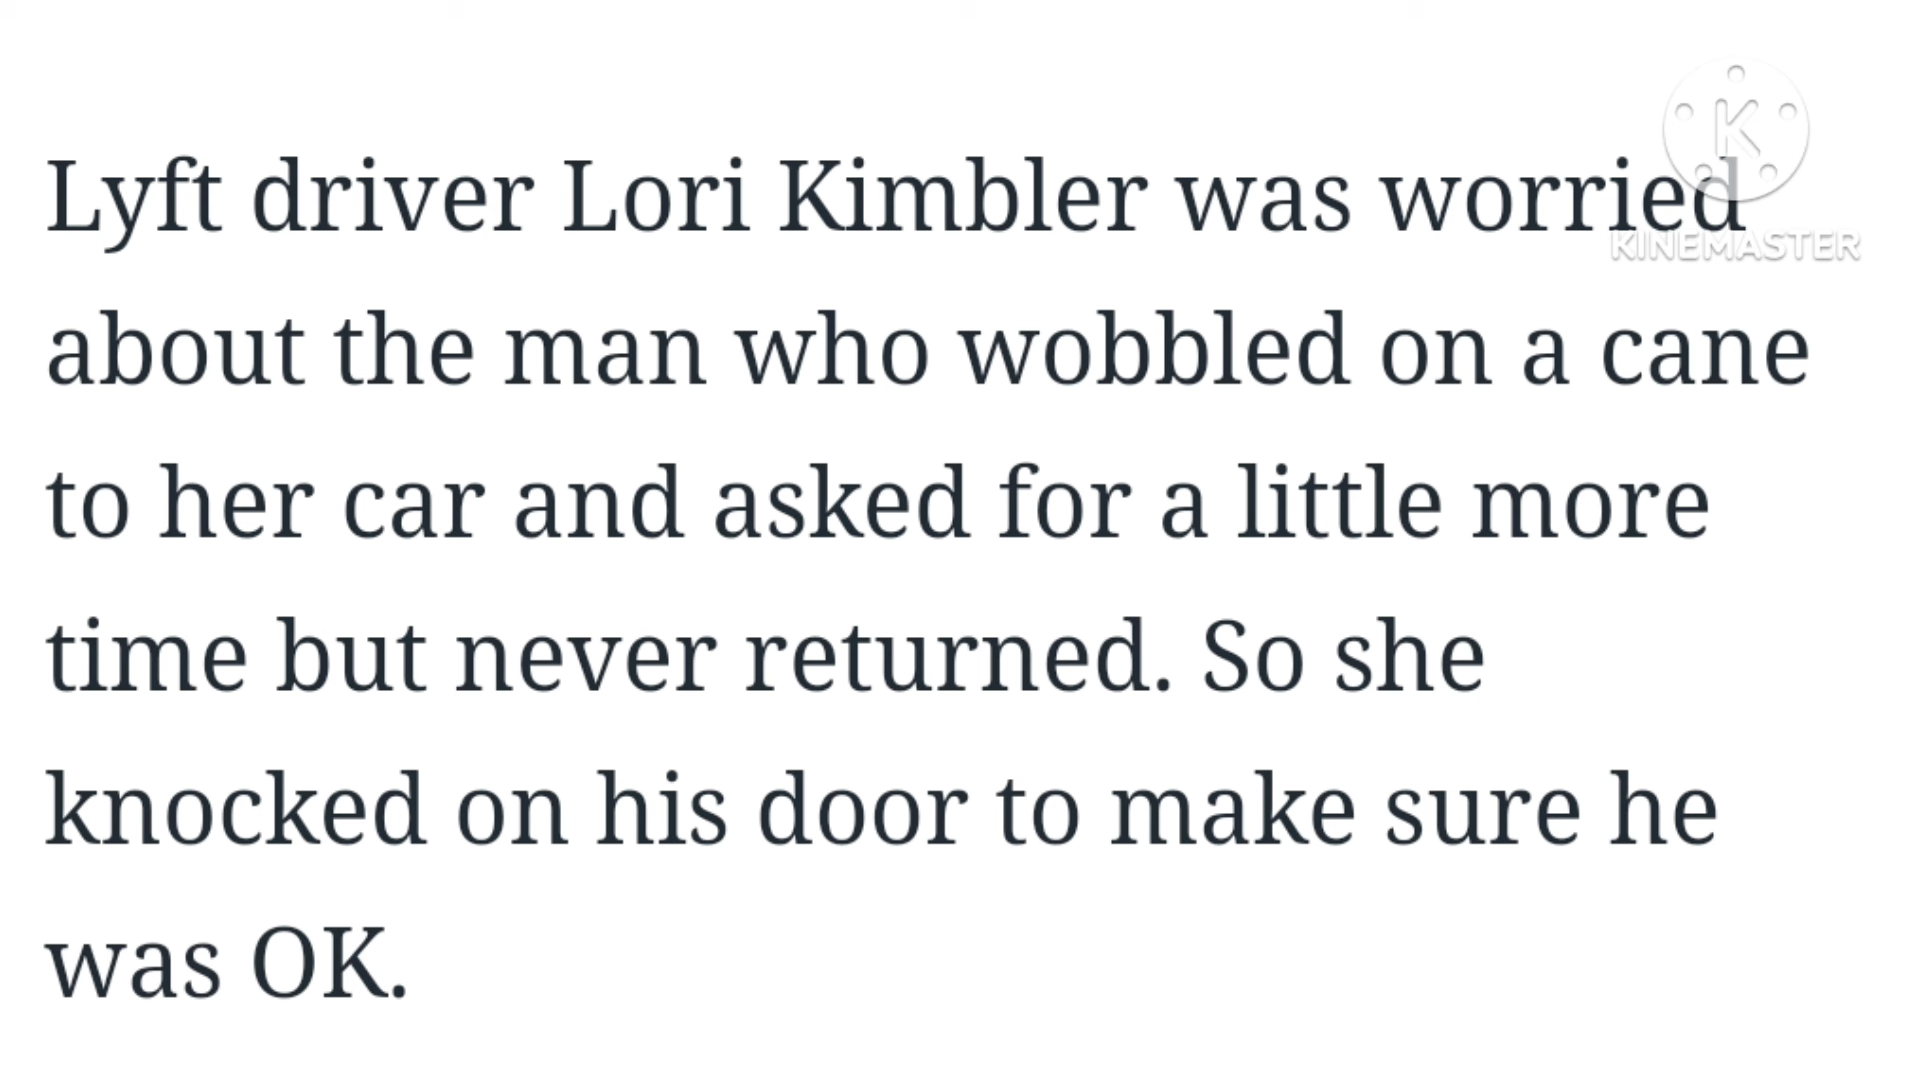 Lyft driver Lori Kimbler was worried
KINEMASTER
about the man who wobbled on a cane
to her car and asked for a little more
time but never returned. So she
knocked on his door to make sure he
was OK.